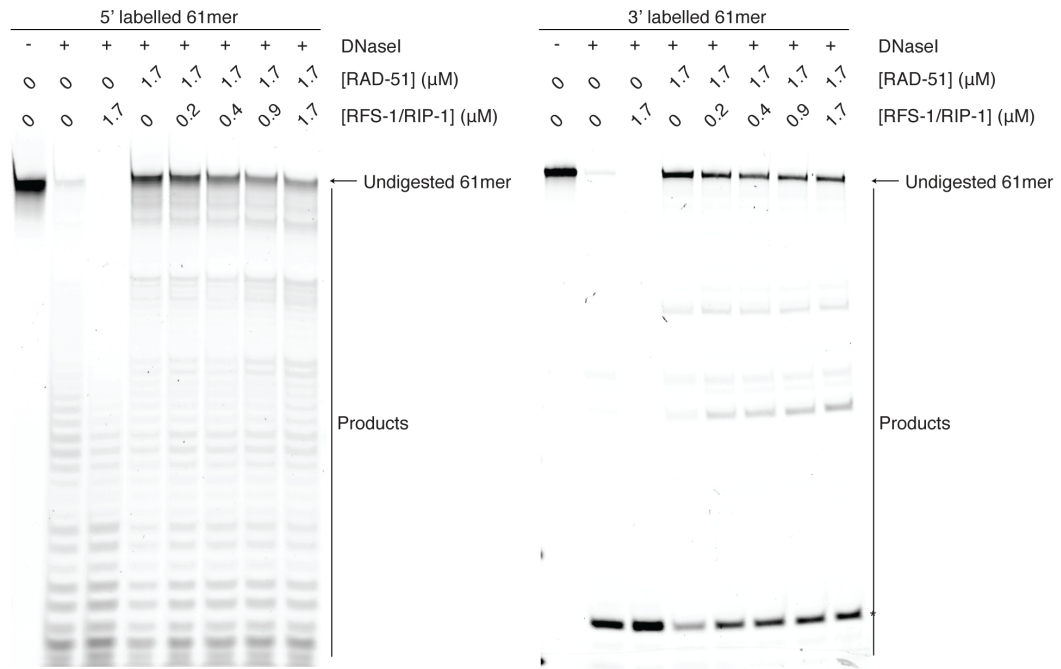 5’ labelled 61mer
- + + + + + + + DNaseI
0 0 0 1.7 1.7 1.7 1.7 1.7 [RAD-51] (μM)
0 0 1.7 0 0.2 0.4 0.9 1.7 [RFS-1/RIP-1] (μM)
Undigested 61mer
Products
3’ labelled 61mer
- + + + + + + + DNaseI
0 0 0 1.7 1.7 1.7 1.7 1.7 [RAD-51] (μM)
0 0 1.7 0 0.2 0.4 0.9 1.7 [RFS-1/RIP-1] (μM)
Undigested 61mer
Products
*